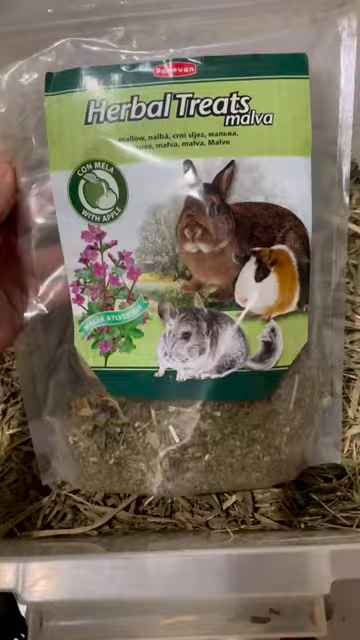 PADOVAN
Herbal Treats
malva
mallow, nalbă, crni sljez, мальва,
malva, malva, Malve
CON MELA
WITH APPLE